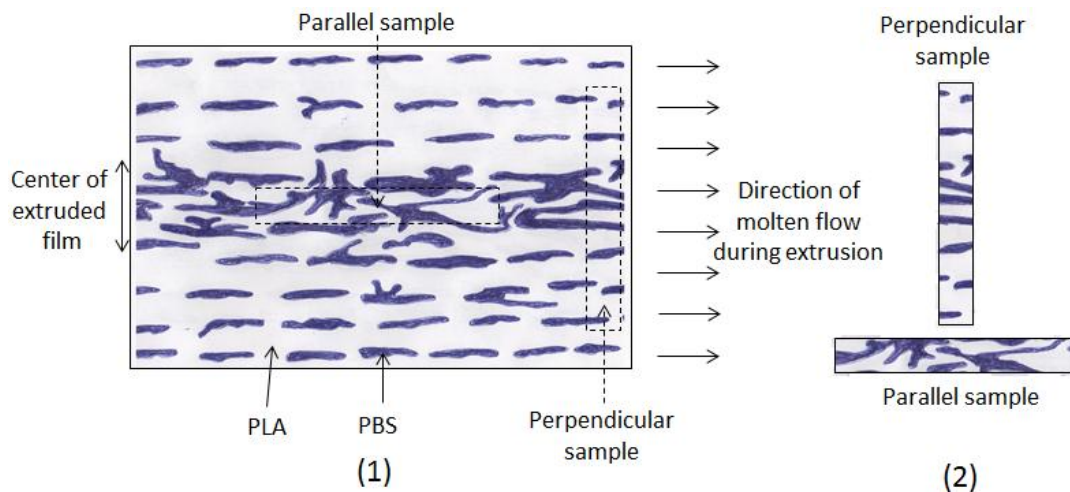 Parallel sample
Center of
extruded
film
Direction of
molten flow
during extrusion
PLA
PBS
Perpendicular
sample
(1)
Perpendicular
sample
Parallel sample
(2)